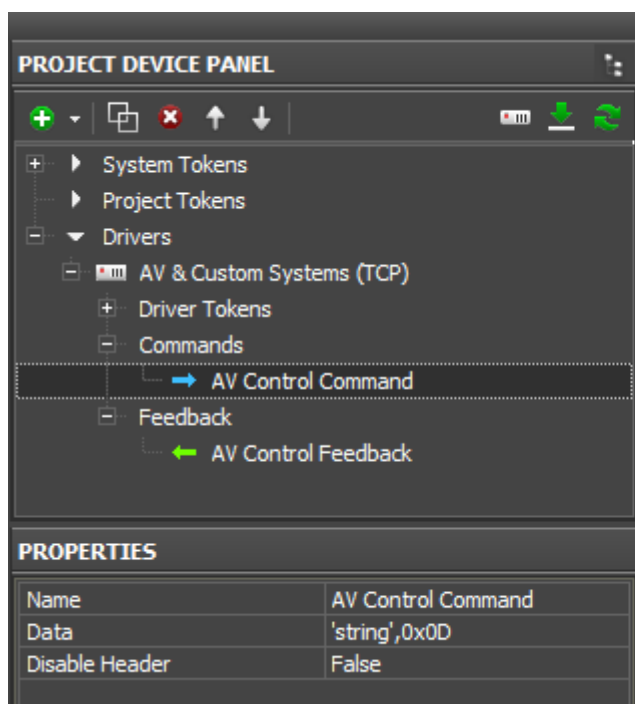 PROJECT DEVICE PANEL
System Tokens
Project Tokens
Drivers
AV & Custom Systems (TCP)
Driver Tokens
Commands
AV Control Command
Feedback
AV Control Feedback
PROPERTIES
Name AV Control Command
Data 'string',0x0D
Disable Header False